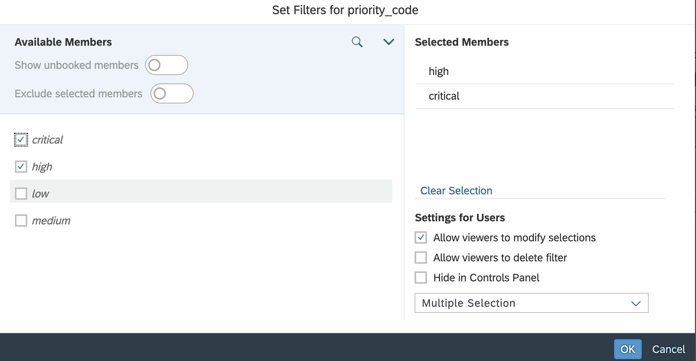 Set Filters for priority_code
Available Members
Show unbooked members
Exclude selected members
critical
high
low
medium
Selected Members
high
critical
Clear Selection
Settings for Users
Allow viewers to modify selections
Allow viewers to delete filter
Hide in Controls Panel
Multiple Selection
OK Cancel